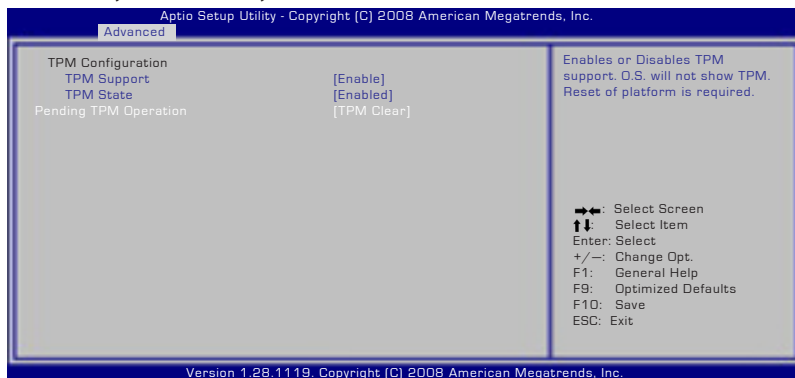 Aptio Setup Utility - Copyright (C) 2008 American Megatrends, Inc.
Advanced
TPM Configuration
TPM Support [Enable]
TPM State [Enabled]
Pending TPM Operation [TPM Clear]
Enables or Disables TPM
support. O.S. will not show TPM.
Reset of platform is required.
→←: Select Screen
↑↓: Select Item
Enter: Select
+/—: Change Opt.
F1: General Help
F9: Optimized Defaults
F10: Save
ESC: Exit
Version 1.28.1119. Copyright (C) 2008 American Megatrends, Inc.